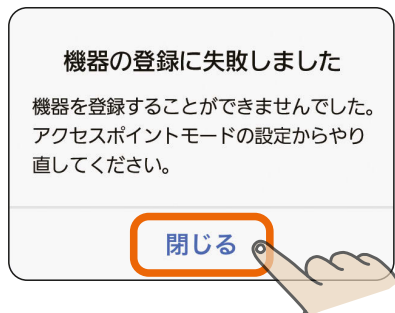 機器の登録に失敗しました
機器を登録することができませんでした。
アクセスポイントモードの設定からやり
直してください。
閉じる